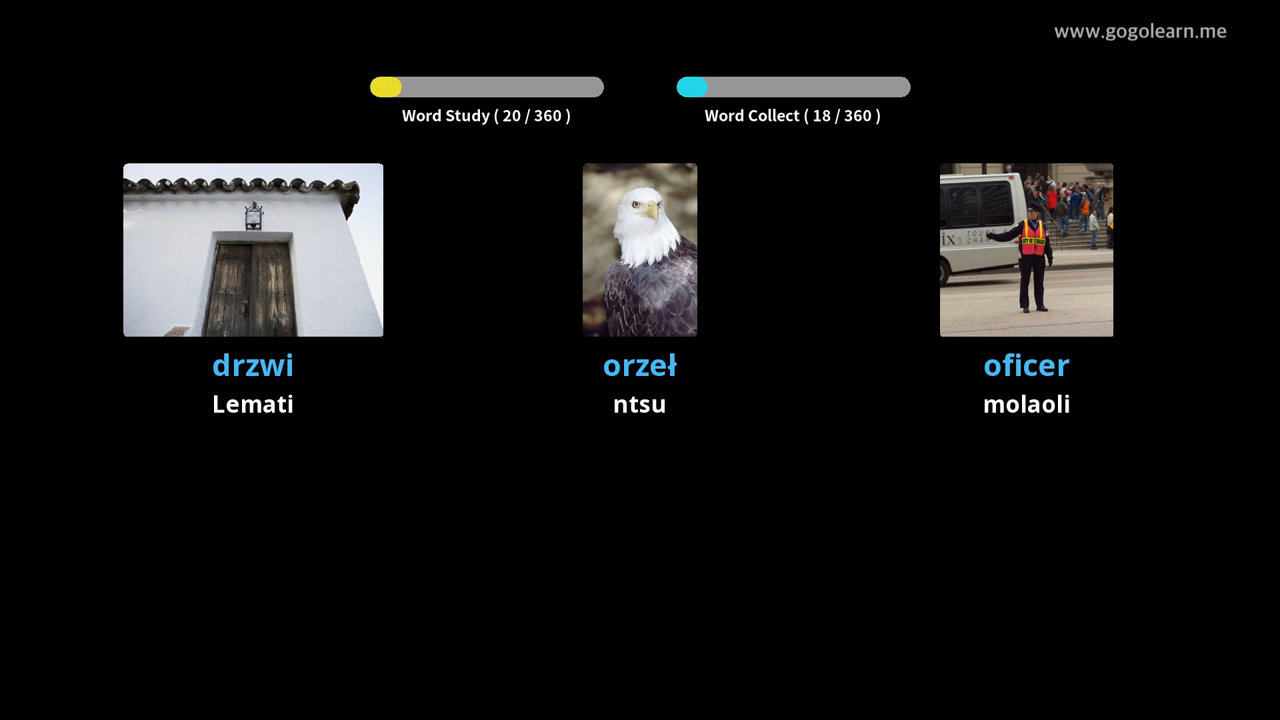 www.gogolearn.me
Word Study ( 20 / 360 )
Word Collect ( 18 / 360 )
drzwi
orzeł
oficer
Lemati
ntsu
molaoli